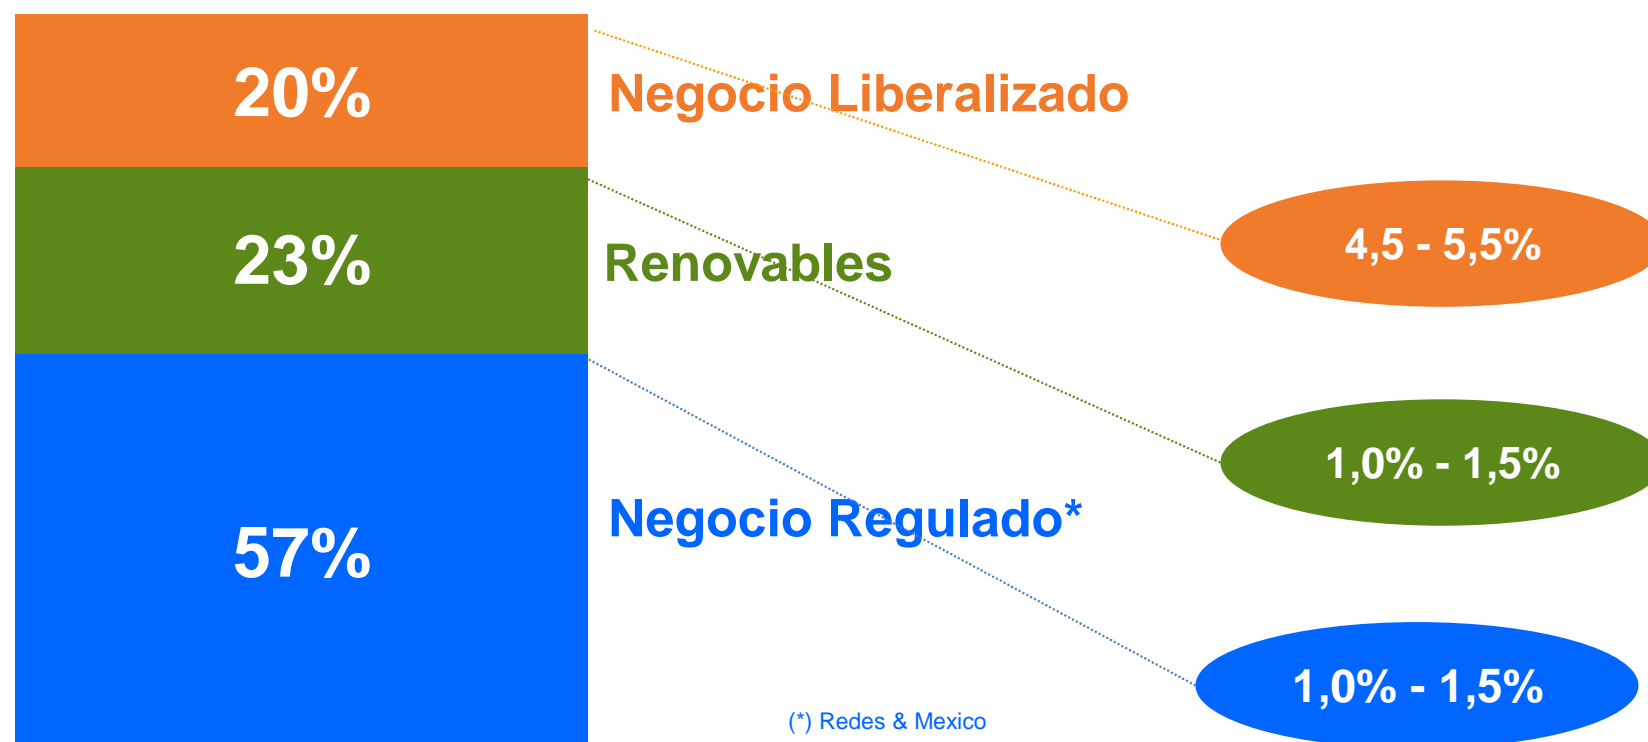 20%
Negocio Liberalizado
4,5 - 5,5%
23%
Renovables
1,0% - 1,5%
57%
Negocio Regulado*
1,0% - 1,5%
(*) Redes & Mexico